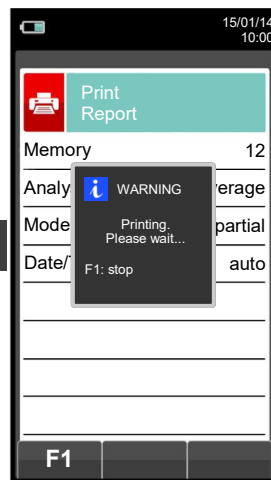 15/01/14
10:00
Print
Report
Memory 12
Analy verage
Mode partial
Date/ auto
WARNING
Printing.
Please wait...
F1: stop
F1